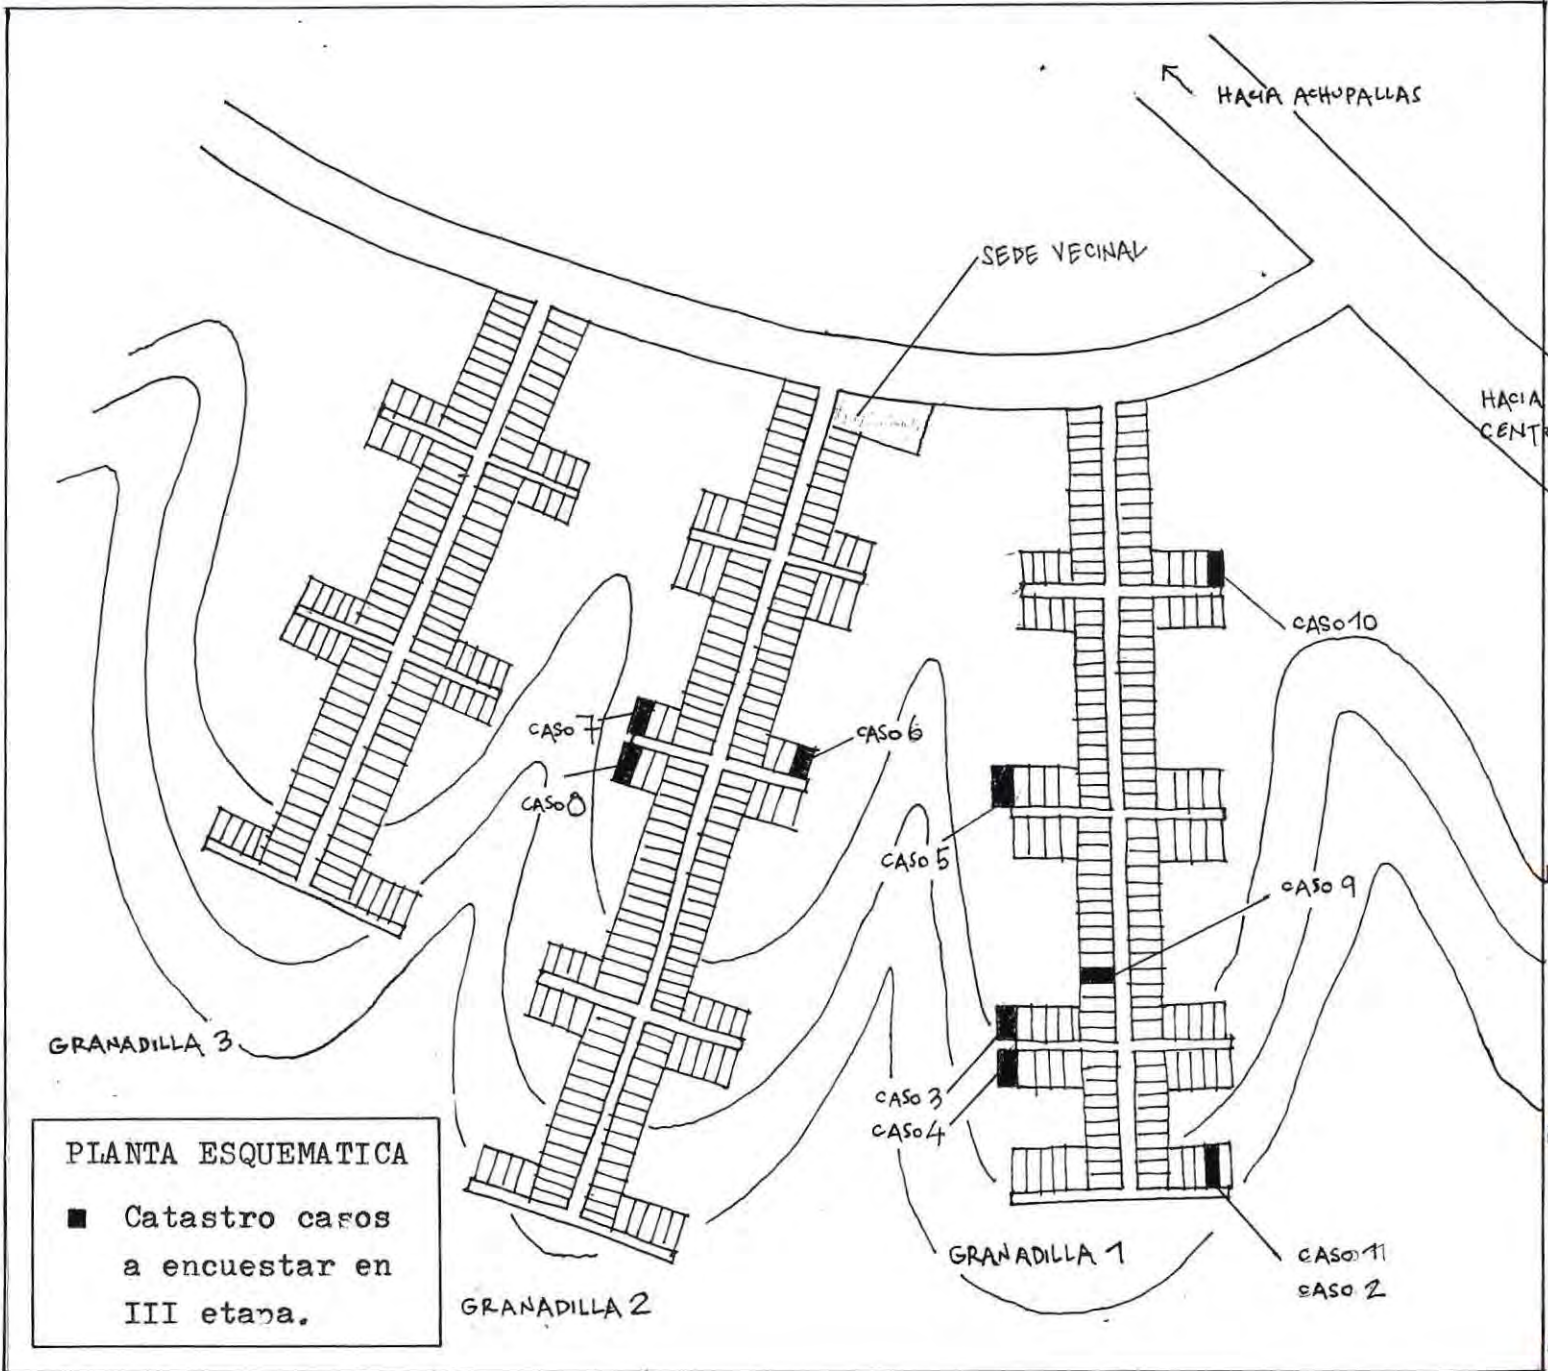 HACIA ACHUPALLAS
SEDE VECINAL
HACIA
CENT
CASO 10
CASO 7
CASO 6
CASO 8
CASO 5
CASO 9
CASO 3
CASO 4
GRANADILLA 3
GRANADILLA 1
CASO 11
CASO 2
GRANADILLA 2
PLANTA ESQUEMATICA
■ Catastro casos
a encuestar en
III etapa.